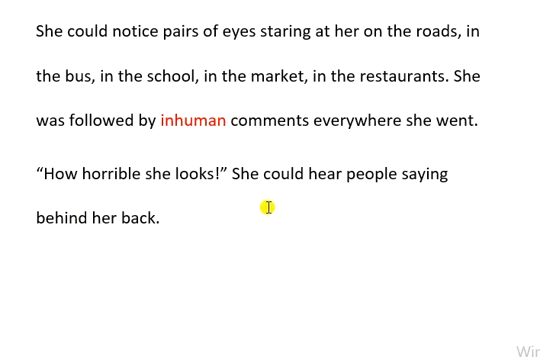 She could notice pairs of eyes staring at her on the roads, in
the bus, in the school, in the market, in the restaurants. She
was followed by inhuman comments everywhere she went.
“How horrible she looks!” She could hear people saying
behind her back.
Wir